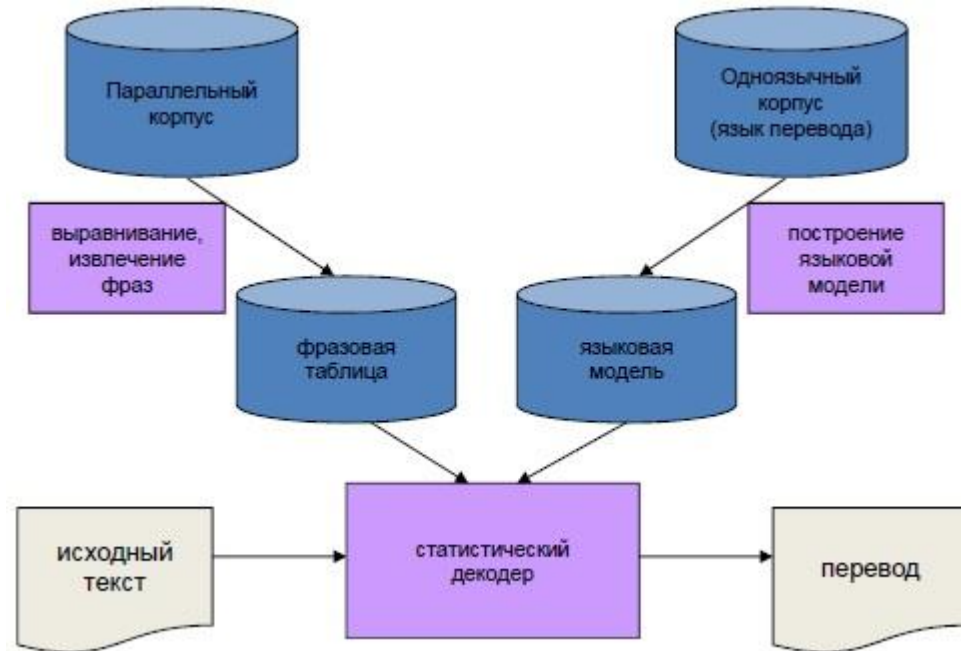 Параллельный
корпус
Одноязычный
корпус
(язык перевода)
выравнивание,
извлечение
фраз
построение
языковой
модели
фразовая
таблица
языковая
модель
исходный
текст
статистический
декодер
перевод